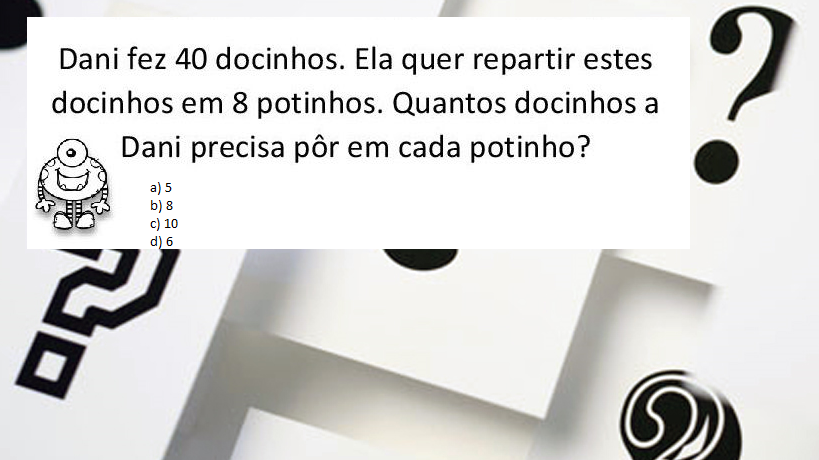 Dani fez 40 docinhos. Ela quer repartir estes
docinhos em 8 potinhos. Quantos docinhos a
Dani precisa pôr em cada potinho?
a) 5
b) 8
c) 10
d) 6
?
?
?